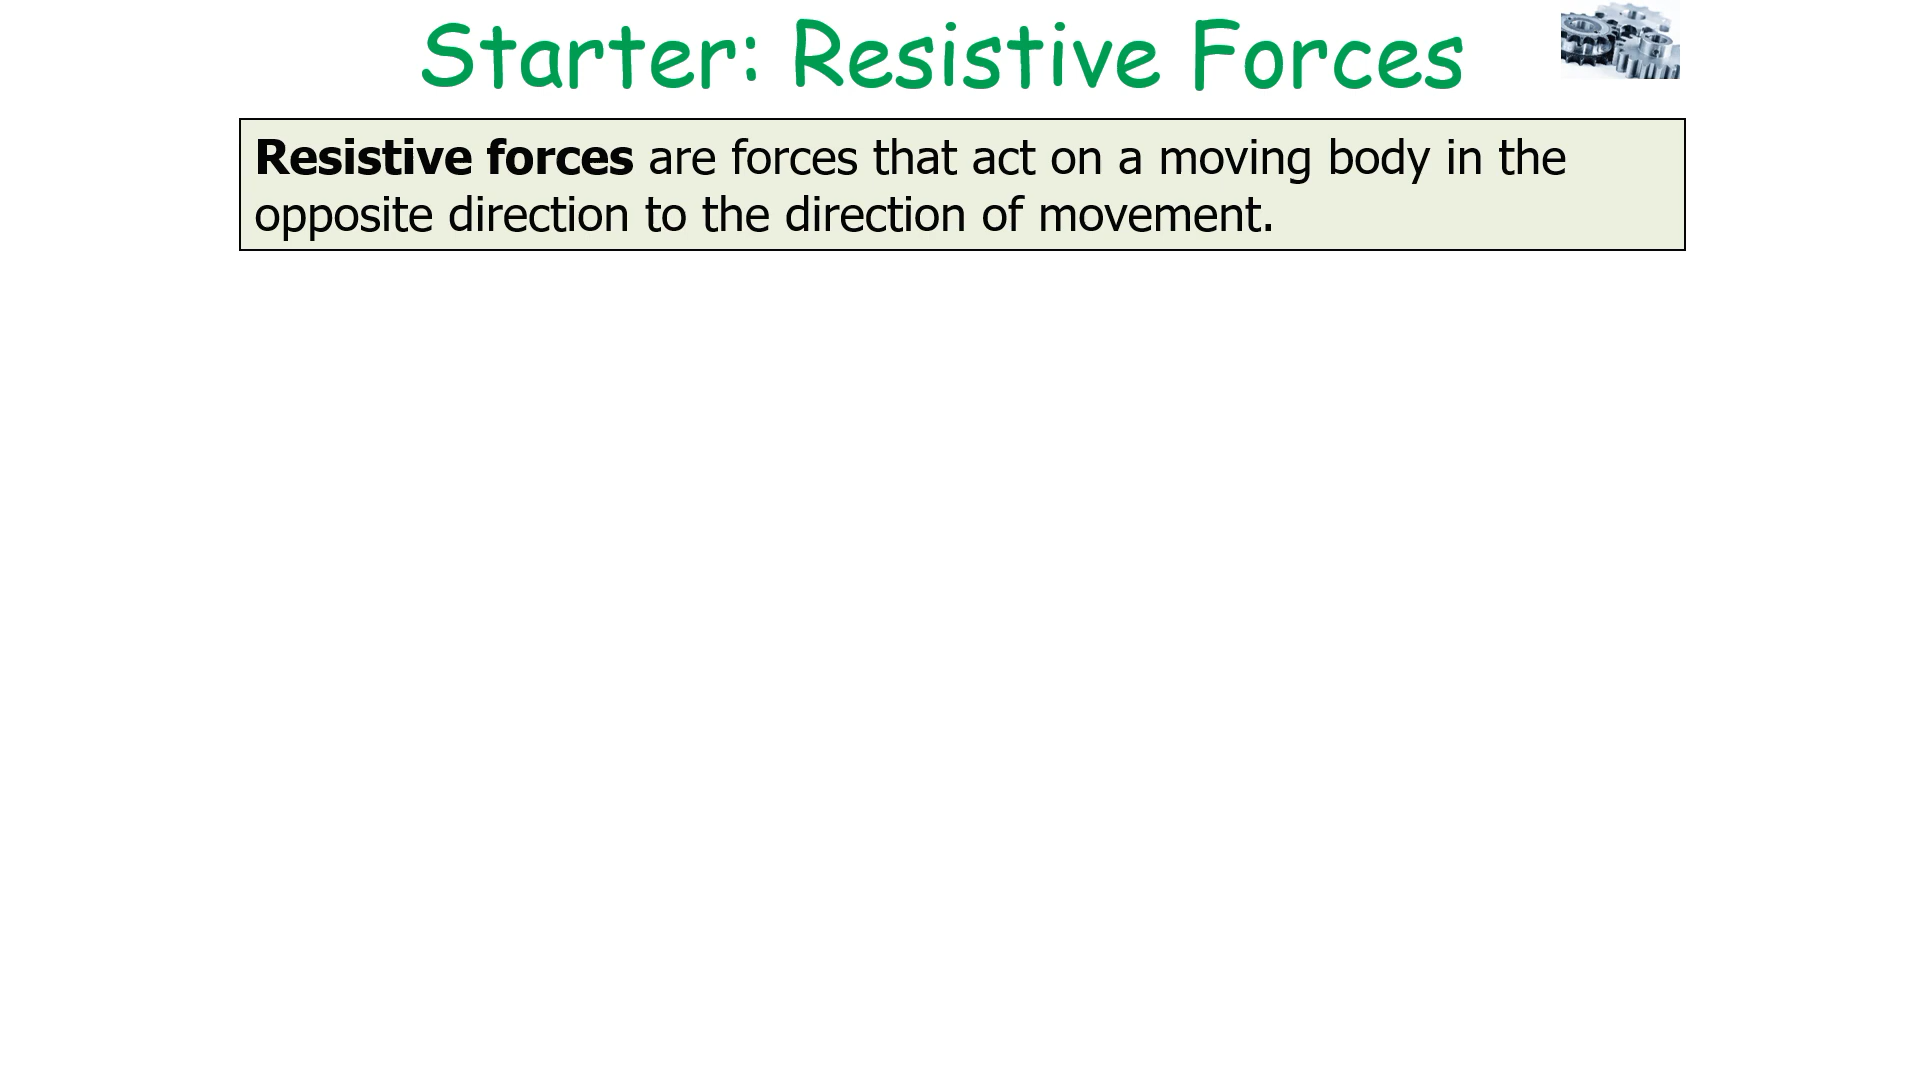 Starter: Resistive Forces
Resistive forces are forces that act on a moving body in the
opposite direction to the direction of movement.